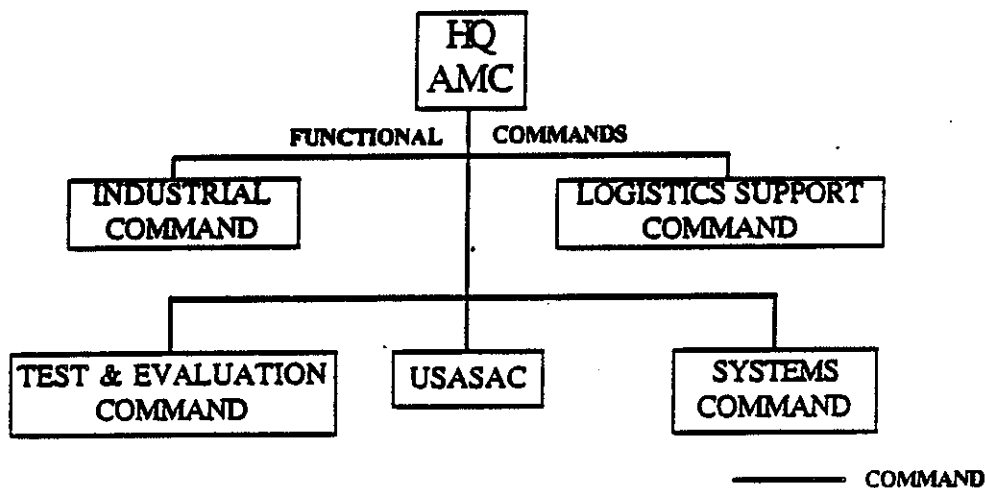 HQ
AMC
FUNCTIONAL COMMANDS
INDUSTRIAL
COMMAND
LOGISTICS SUPPORT
COMMAND
TEST & EVALUATION
COMMAND
USASAC
SYSTEMS
COMMAND
COMMAND